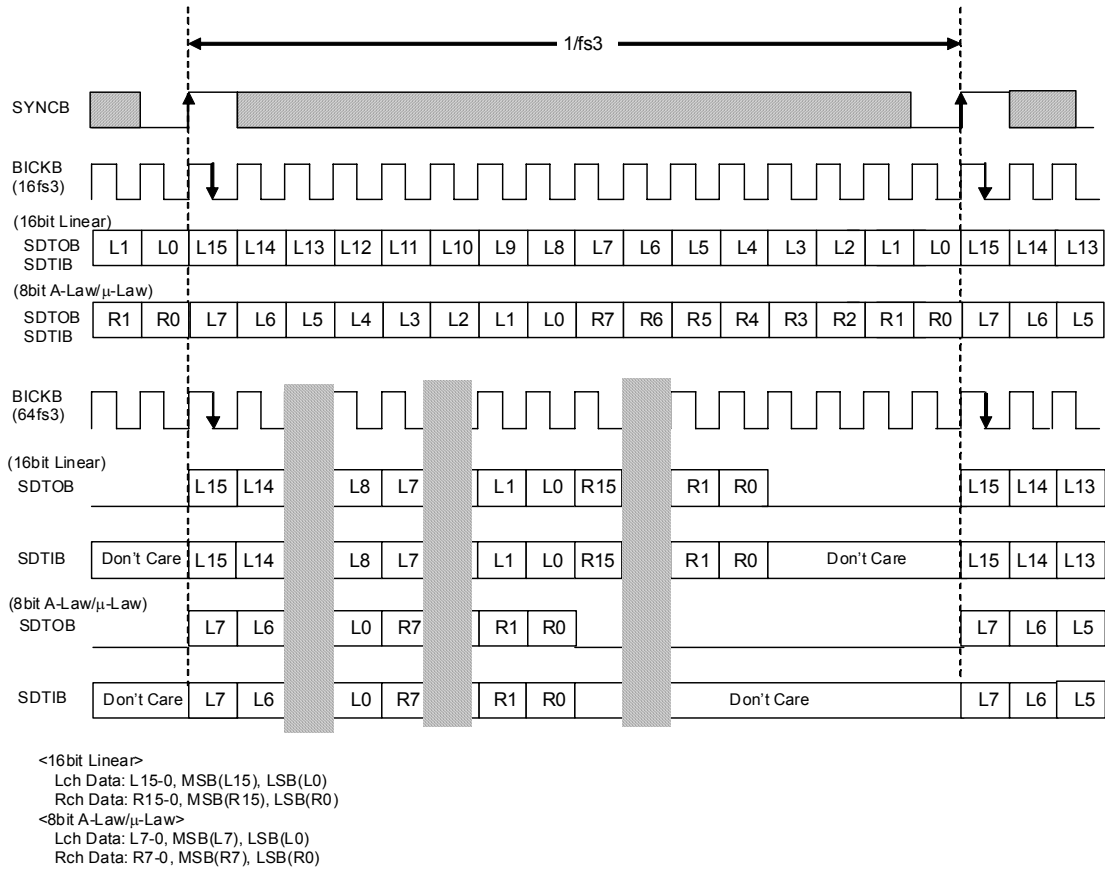 1/fs3
SYNCB
BICKB
(16fs3)
(16bit Linear)
SDTOB
SDTIB
L1 L0 L15 L14 L13 L12 L11 L10 L9 L8 L7 L6 L5 L4 L3 L2 L1 L0 L15 L14 L13
(8bit A-Law/μ-Law)
SDTOB
SDTIB
R1 R0 L7 L6 L5 L4 L3 L2 L1 L0 R7 R6 R5 R4 R3 R2 R1 R0 L7 L6 L5
BICKB
(64fs3)
(16bit Linear)
SDTOB L15 L14 L8 L7 L1 L0 R15 R1 R0 L15 L14 L13
SDTIB Don't Care L15 L14 L8 L7 L1 L0 R15 R1 R0 Don't Care L15 L14 L13
(8bit A-Law/μ-Law)
SDTOB L7 L6 L0 R7 R1 R0 L7 L6 L5
SDTIB Don't Care L7 L6 L0 R7 R1 R0 Don't Care L7 L6 L5
<16bit Linear>
Lch Data: L15-0, MSB(L15), LSB(L0)
Rch Data: R15-0, MSB(R15), LSB(R0)
<8bit A-Law/μ-Law>
Lch Data: L7-0, MSB(L7), LSB(L0)
Rch Data: R7-0, MSB(R7), LSB(R0)